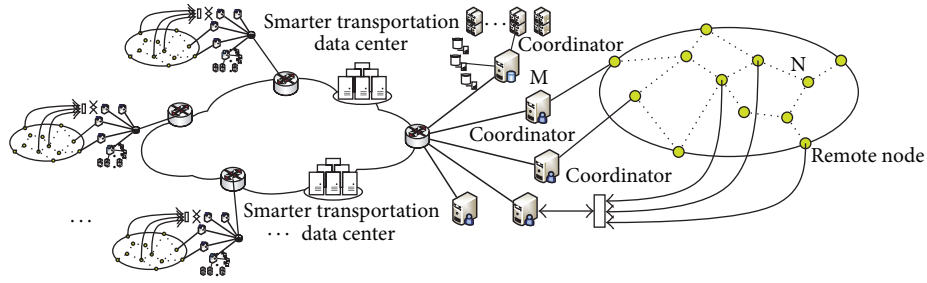 Smarter transportation
data center
Coordinator
M
N
Coordinator
Remote node
Coordinator
Smarter transportation
data center
...
...
...